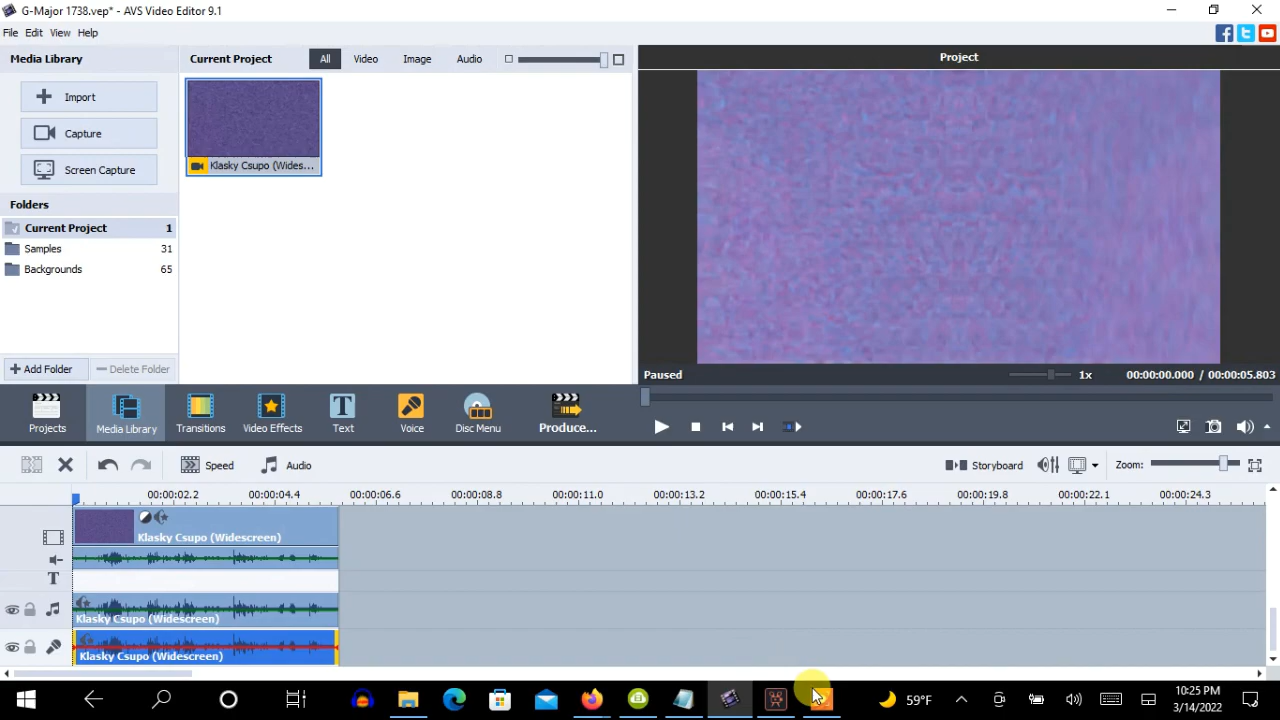 G-Major 1738.vep* - AVS Video Editor 9.1
File Edit View Help
Media Library
Current Project All Video Image Audio
Project
Import
Capture
Screen Capture
Klasky Csupo (Wides...
Folders
Current Project 1
Samples 31
Backgrounds 65
Add Folder Delete Folder
Paused 1x 00:00:00.000 / 00:00:05.803
Projects Media Library Transitions Video Effects Text Voice Disc Menu Produce...
Speed Audio Storyboard Zoom:
00:00:02.2 00:00:04.4 00:00:06.6 00:00:08.8 00:00:11.0 00:00:13.2 00:00:15.4 00:00:17.6 00:00:19.8 00:00:22.1 00:00:24.3
Klasky Csupo (Widescreen)
T
Klasky Csupo (Widescreen)
Klasky Csupo (Widescreen)
59°F
10:25 PM
3/14/2022